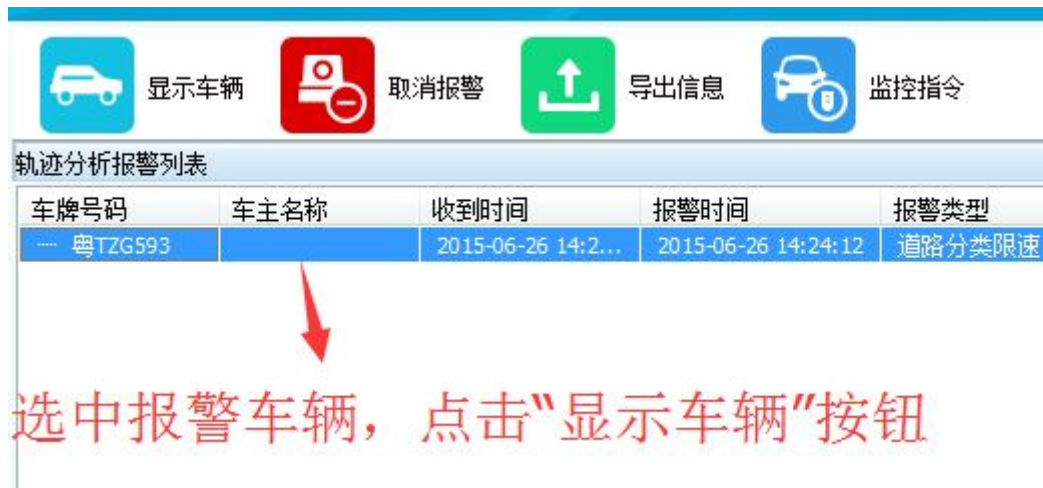 显示车辆 取消报警 导出信息 监控指令
轨迹分析报警列表
车牌号码 车主名称 收到时间 报警时间 报警类型
粤TZG593 2015-06-26 14:2... 2015-06-26 14:24:12 道路分类限速
选中报警车辆，点击“显示车辆”按钮